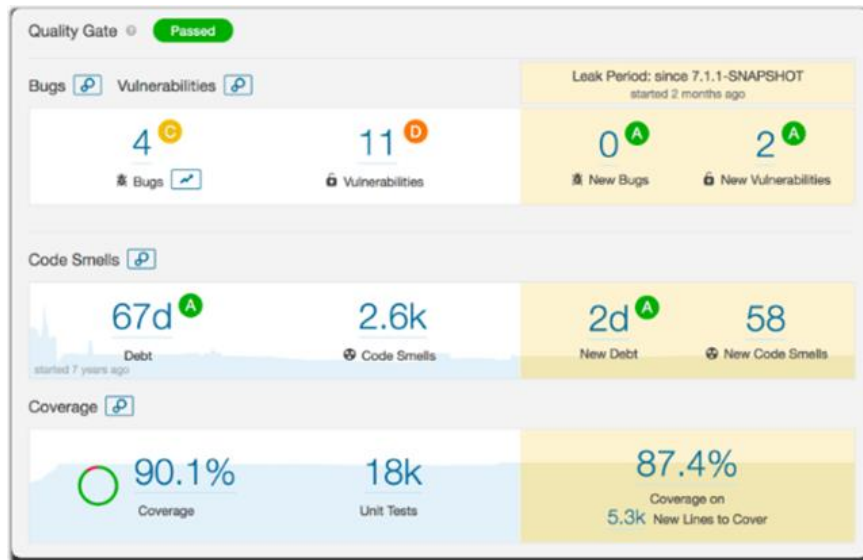 Quality Gate Passed
Leak Period: since 7.1.1-SNAPSHOT
started 2 months ago
Bugs Vulnerabilities
4 C 11 D 0 A 2 A
Bugs Vulnerabilities New Bugs New Vulnerabilities
Code Smells
67d A 2.6k 2d A 58
Debt Code Smells New Debt New Code Smells
started 7 years ago
Coverage
90.1% 18k 87.4%
Coverage Unit Tests Coverage on
5.3k New Lines to Cover